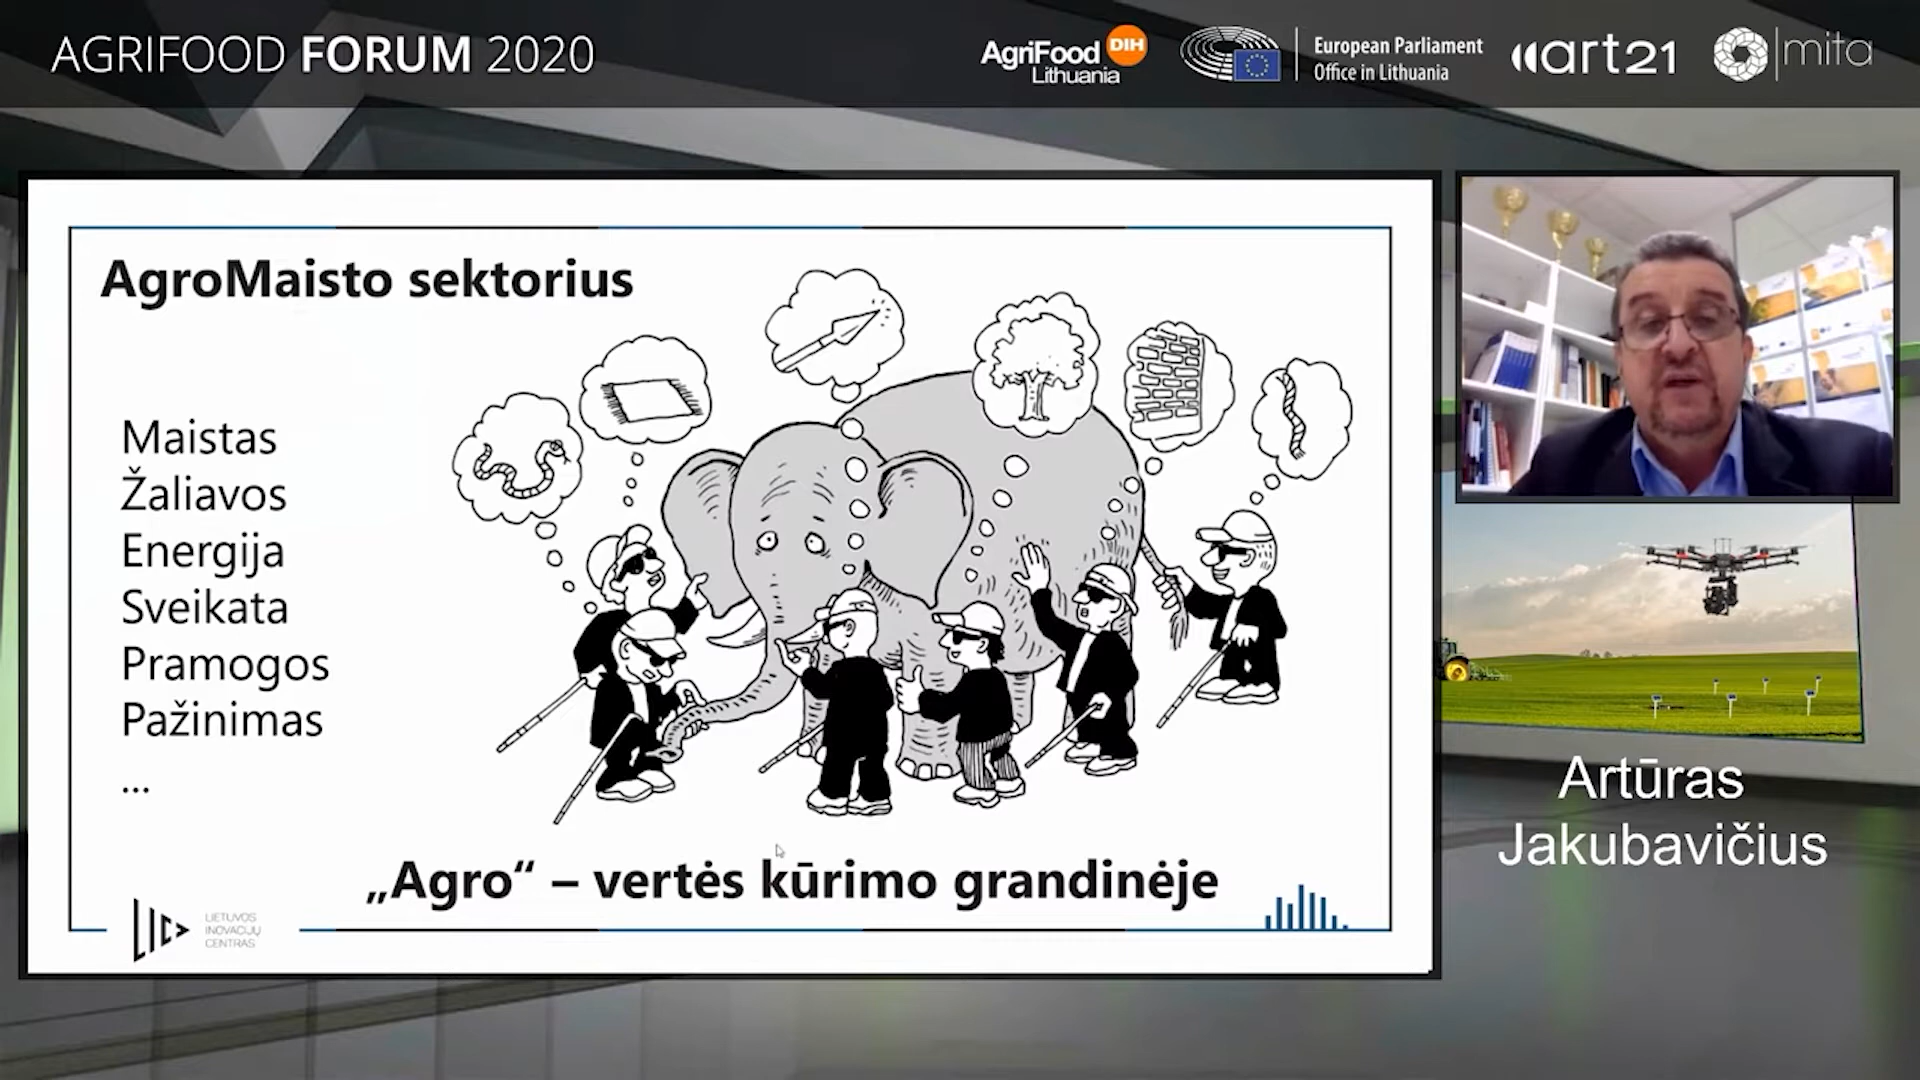 AGRIFOOD FORUM 2020
AgriFood DIH
Lithuania
European Parliament
Office in Lithuania
art21
mita
AgroMaisto sektorius
Maistas
Žaliavos
Energija
Sveikata
Pramogos
Pažinimas
...
„Agro“ – vertės kūrimo grandinėje
LIC
LIETUVOS
INOVACIJŲ
CENTRAS
Artūras
Jakubavičius